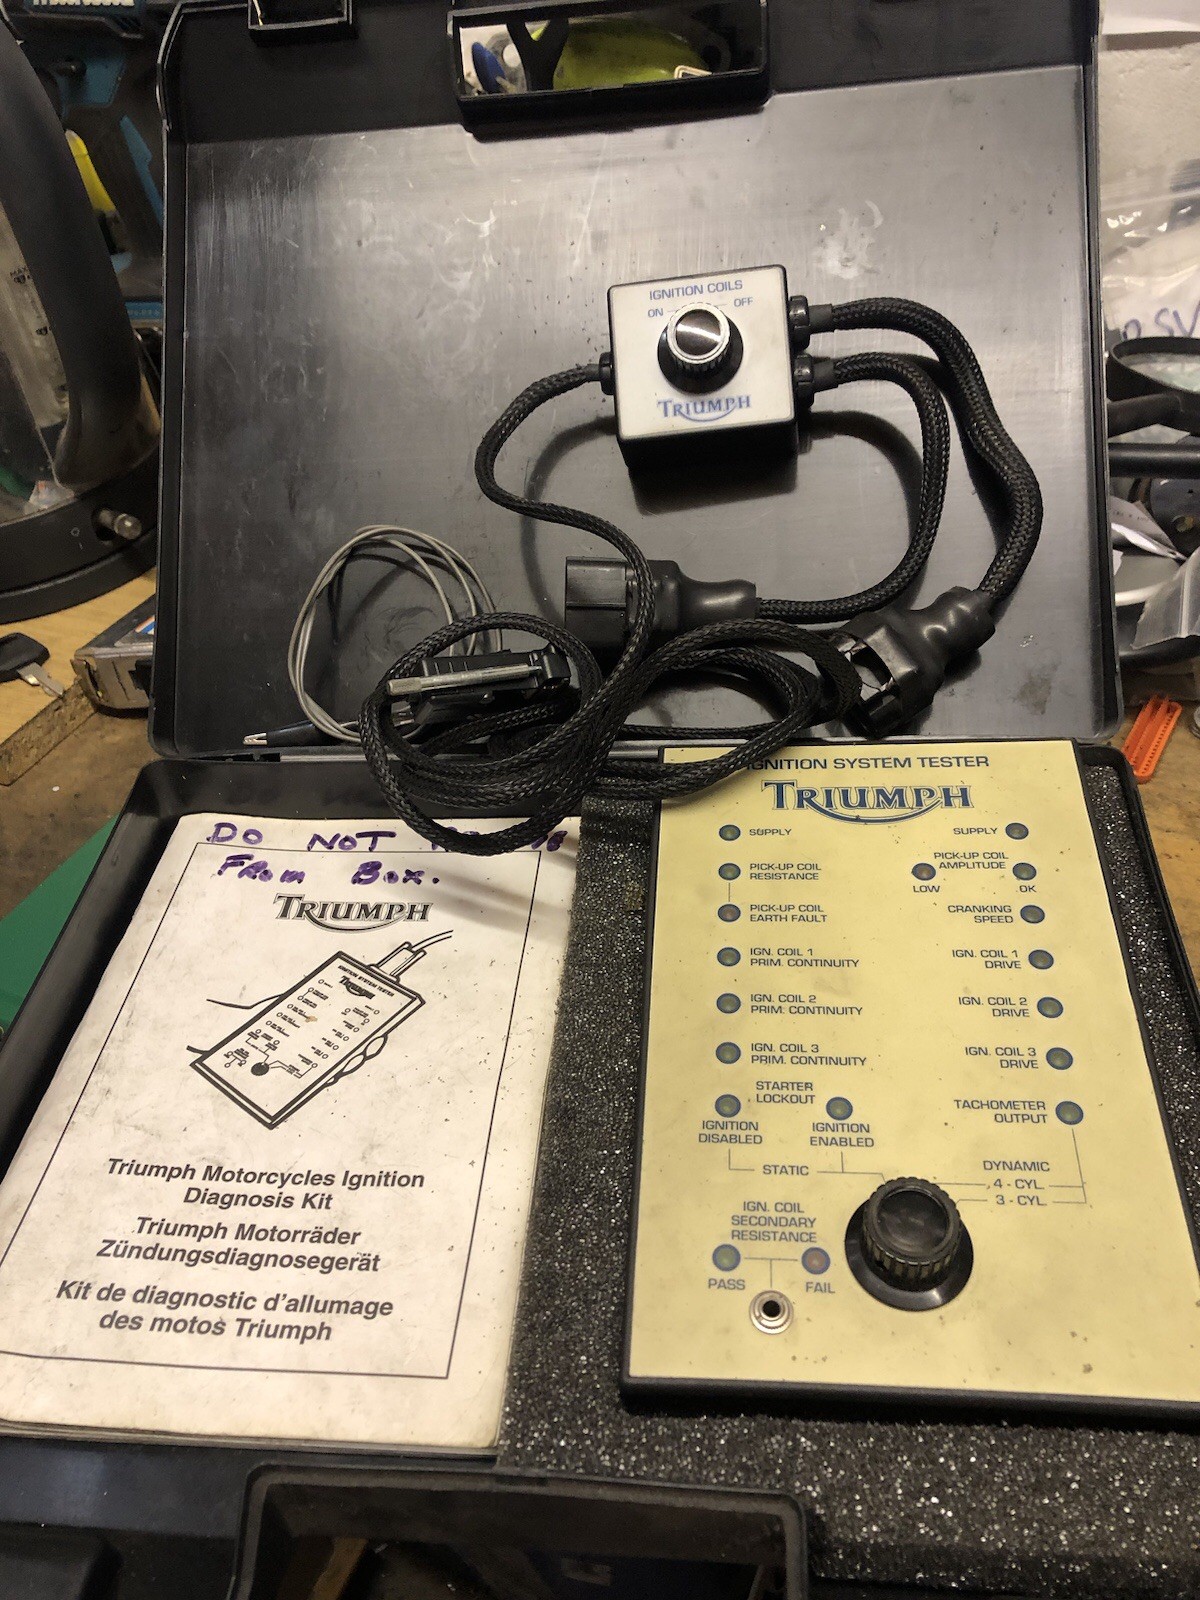 IGNITION COILS
ON OFF
TRIUMPH
DO NOT
FROM BOX.
TRIUMPH
IGNITION SYSTEM TESTER
TRIUMPH
Triumph Motorcycles Ignition
Diagnosis Kit
Triumph Motorräder
Zündungsdiagnosegerät
Kit de diagnostic d'allumage
des motos Triumph
IGNITION SYSTEM TESTER
TRIUMPH
SUPPLY
PICK-UP COIL
RESISTANCE
PICK-UP COIL
EARTH FAULT
IGN. COIL 1
PRIM. CONTINUITY
IGN. COIL 2
PRIM. CONTINUITY
IGN. COIL 3
PRIM. CONTINUITY
STARTER
LOCKOUT
IGNITION
DISABLED
IGNITION
ENABLED
STATIC
IGN. COIL
SECONDARY
RESISTANCE
PASS FAIL
SUPPLY
PICK-UP COIL
AMPLITUDE
LOW OK
CRANKING
SPEED
IGN. COIL 1
DRIVE
IGN. COIL 2
DRIVE
IGN. COIL 3
DRIVE
TACHOMETER
OUTPUT
DYNAMIC
4 - CYL
3 - CYL